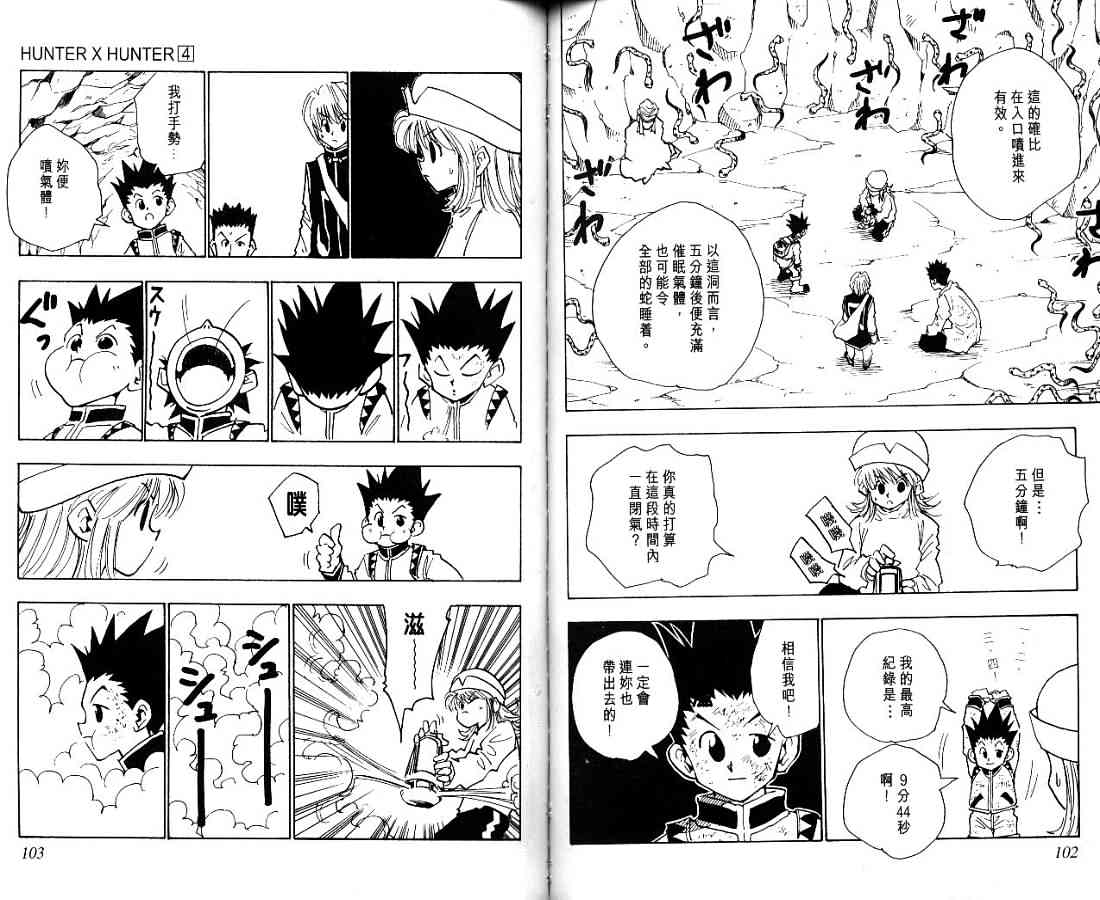 HUNTER X HUNTER 4
ざわ
ざわ
ざわ
ざわ
這的確比
在入口噴進來
有效。
以這洞而言，
五分鐘後便充滿
催眠氣體，
也可能令
全部的蛇睡着。
但是…
五分鐘啊！
你真的打算
在這段時間內
一直閉氣？
三、
四…
我的最高
紀錄是…
9分44秒
啊！
相信我吧！
一定會
連妳也
帶出去的！
102
我打手勢…
妳便
噴氣體！
スゥ
ぐっ
噗
滋
シュー
シュー
103